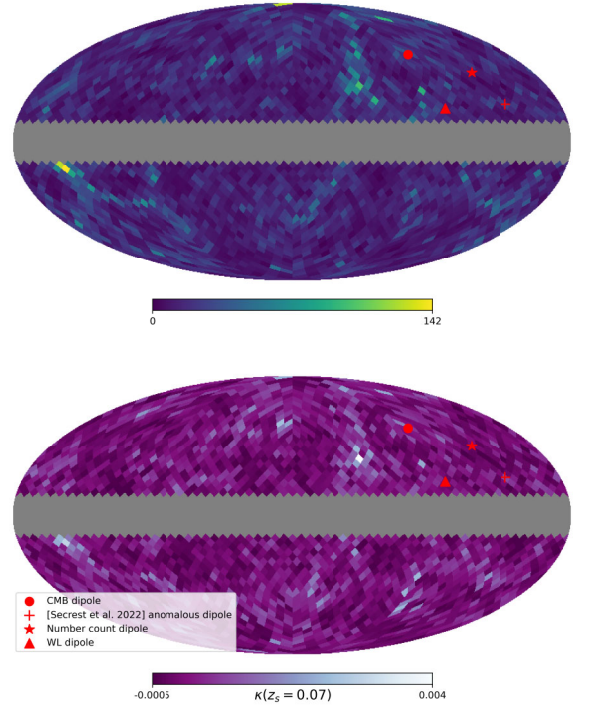 0
142
CMB dipole
[Secrest et al. 2022] anomalous dipole
Number count dipole
WL dipole
-0.0005
0.004
κ(z_s = 0.07)